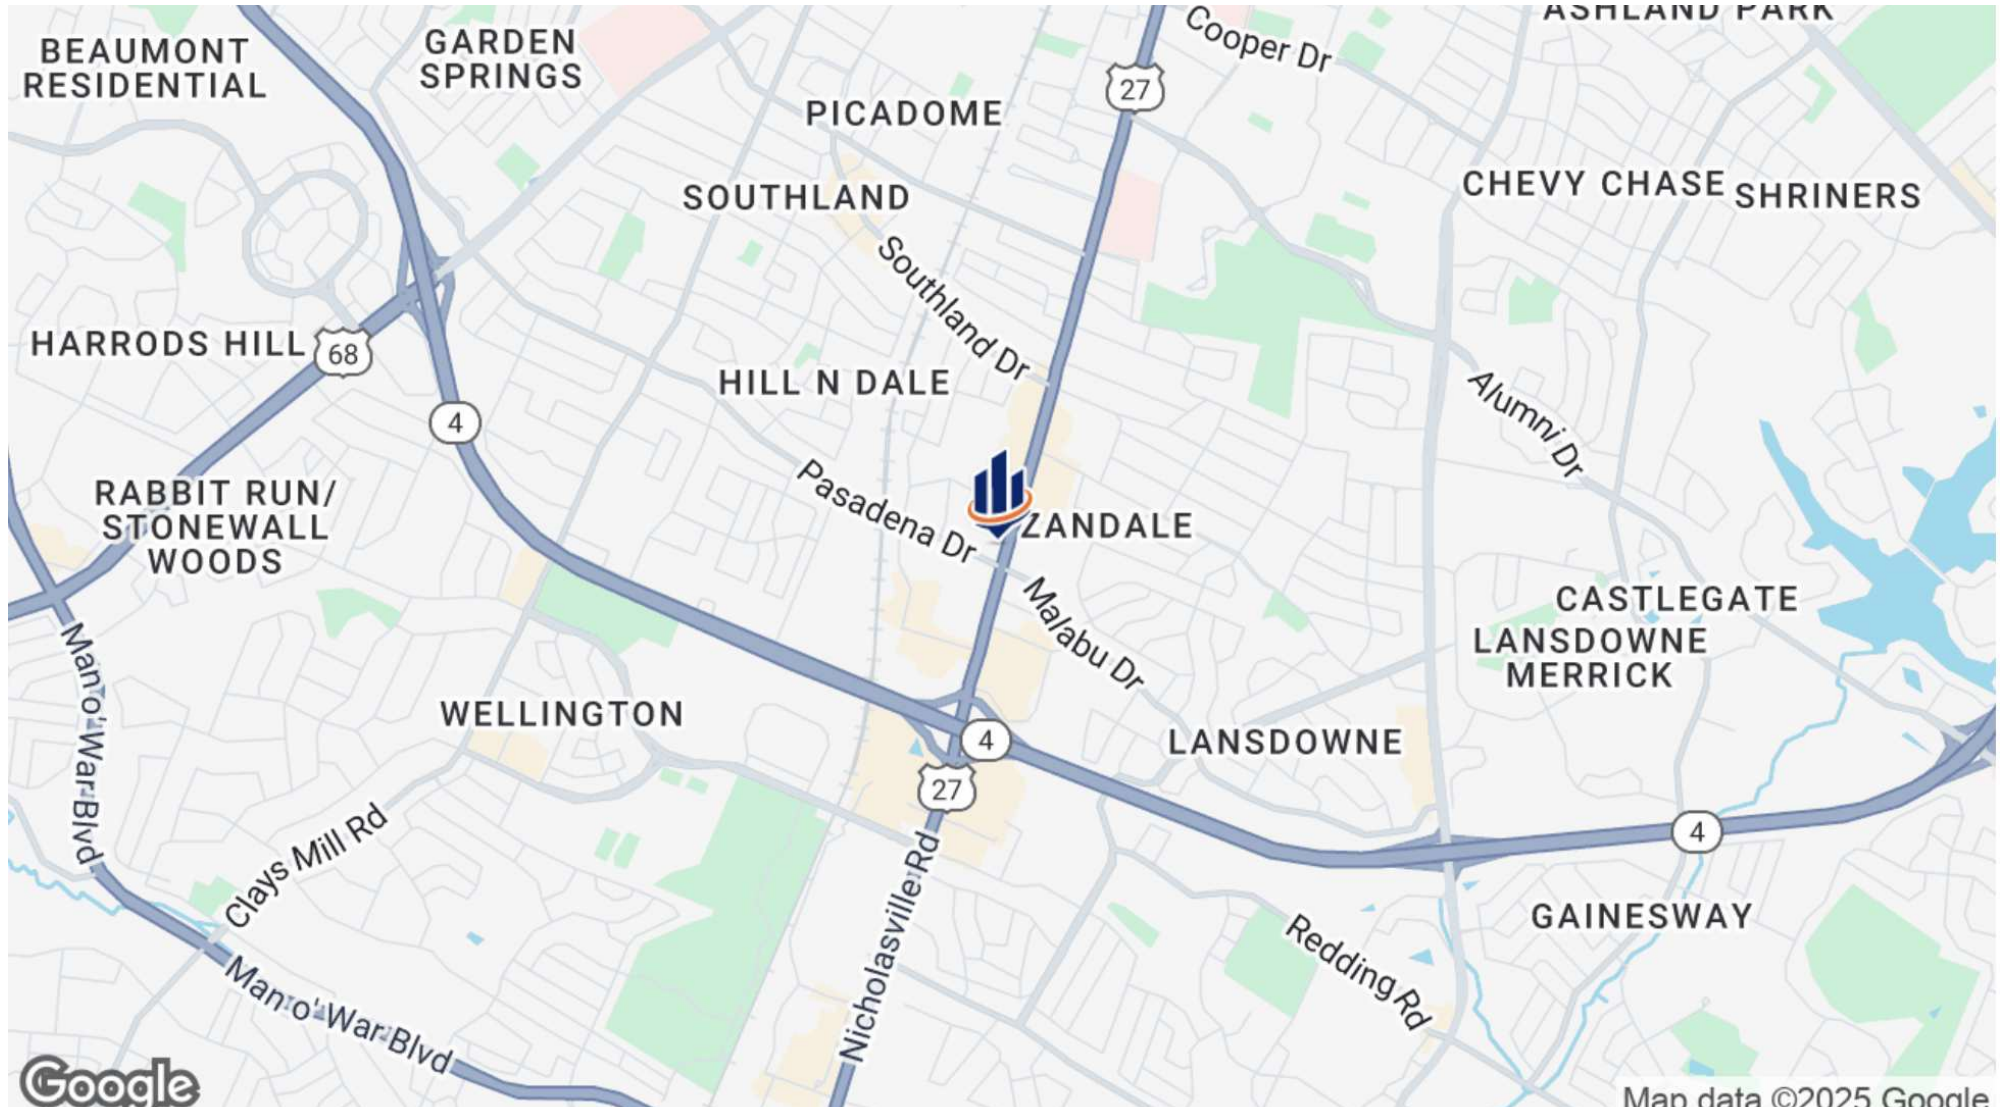 ASHLAND PARK
Cooper Dr
GARDEN
SPRINGS
BEAUMONT
RESIDENTIAL
27
PICADOME
CHEVY CHASE
SHRINERS
SOUTHLAND
Southland Dr
HARRODS HILL
68
HILL N DALE
4
Alumni Dr
RABBIT RUN/
STONEWALL
WOODS
Pasadena Dr
ZANDALE
Malabu Dr
CASTLEGATE
LANSDOWNE
MERRICK
Man o' War Blvd
WELLINGTON
4
LANSDOWNE
27
4
Clays Mill Rd
Nicholasville Rd
GAINESWAY
Redding Rd
Man o' War Blvd
Google
Map data ©2025 Google